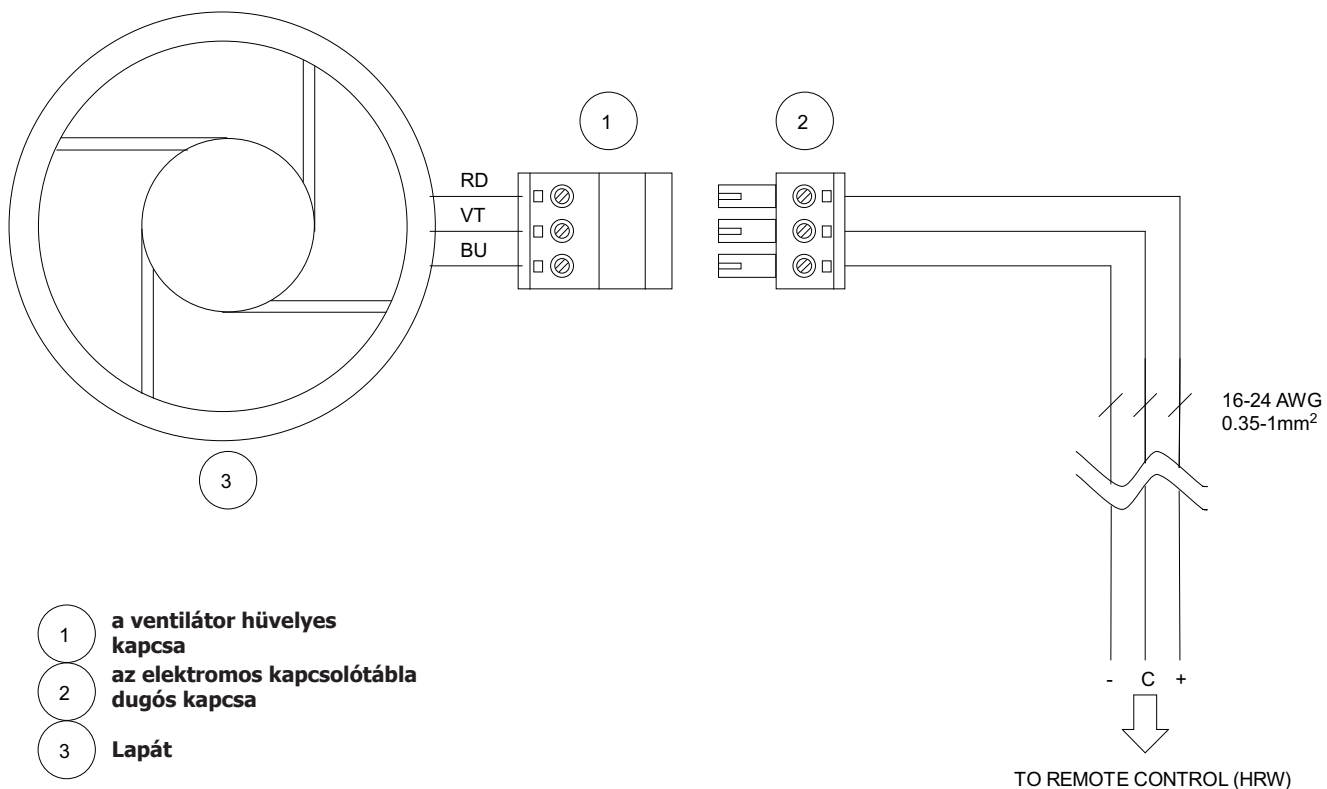 1
2
RD
VT
BU
16-24 AWG
0.35-1mm²
3
1
a ventilátor hüvelyes
kapcsa
2
az elektromos kapcsolótábla
dugós kapcsa
3
Lapát
- C +
TO REMOTE CONTROL (HRW)